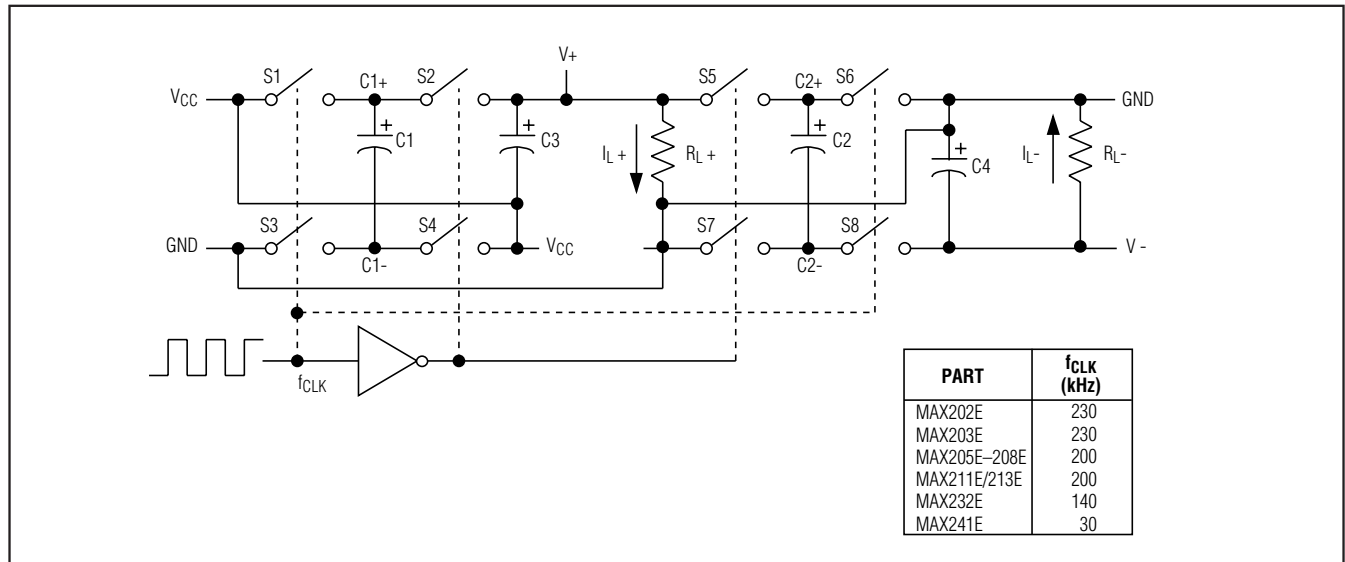 V+
S1 C1+ S2 S5 C2+ S6
VCC GND
+ + + +
C1 C3 IL + RL + C2 C4 IL- RL-
S3 S4 S7 S8
GND VCC V -
C1- C2-
fCLK
PART fCLK (kHz)
MAX202E 230
MAX203E 230
MAX205E–208E 200
MAX211E/213E 200
MAX232E 140
MAX241E 30